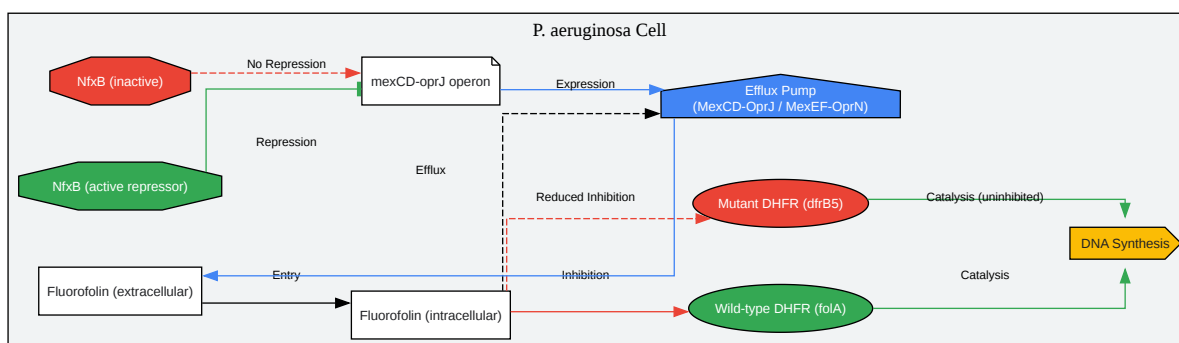 P. aeruginosa Cell
NfxB (inactive)
No Repression
mexCD-oprJ operon
Expression
Efflux Pump
(MexCD-OprJ / MexEF-OprN)
Repression
Efflux
NfxB (active repressor)
Reduced Inhibition
Mutant DHFR (dfrB5)
Catalysis (uninhibited)
DNA Synthesis
Fluorofolin (extracellular)
Entry
Inhibition
Catalysis
Fluorofolin (intracellular)
Wild-type DHFR (folA)